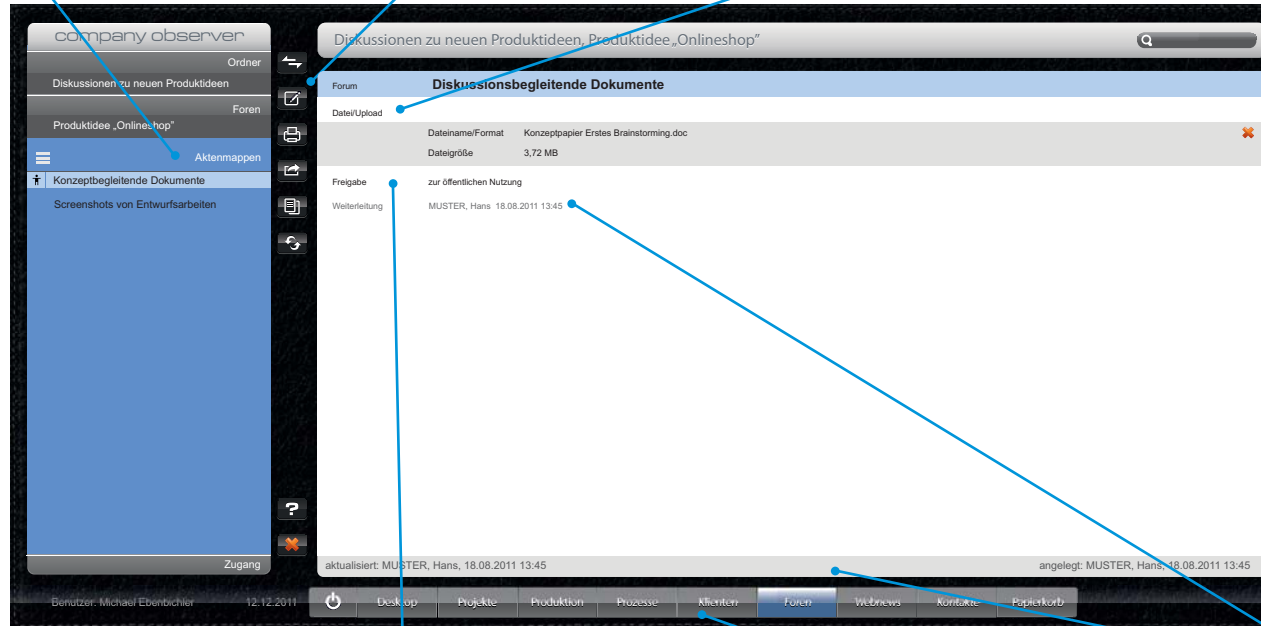 company observer
Ordner
Diskussionen zu neuen Produktideen
Foren
Produktidee „Onlineshop”
Aktenmappen
Konzeptbegleitende Dokumente
Screenshots von Entwurfsarbeiten
Zugang
Benutzer: Michael Ebenbichler 12.12.2011
Diskussionen zu neuen Produktideen, Produktidee „Onlineshop”
Forum Diskussionsbegleitende Dokumente
Datei/Upload
Dateiname/Format Konzeptpapier Erstes Brainstorming.doc
Dateigröße 3,72 MB
Freigabe zur öffentlichen Nutzung
Weiterleitung MUSTER, Hans 18.08.2011 13:45
?
aktualisiert: MUSTER, Hans, 18.08.2011 13:45 angelegt: MUSTER, Hans, 18.08.2011 13:45
Desktop Projekte Produktion Prozesse Klienten Foren Webnews Kontakte Papierkorb